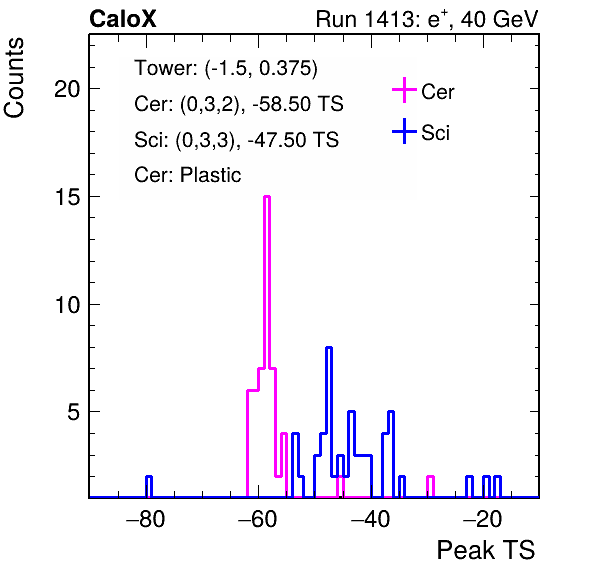 CaloX
Run 1413: e+, 40 GeV
Counts
Tower: (-1.5, 0.375)
Cer: (0,3,2), -58.50 TS
Sci: (0,3,3), -47.50 TS
Cer: Plastic
Cer
Sci
20
15
10
5
−80 −60 −40 −20
Peak TS